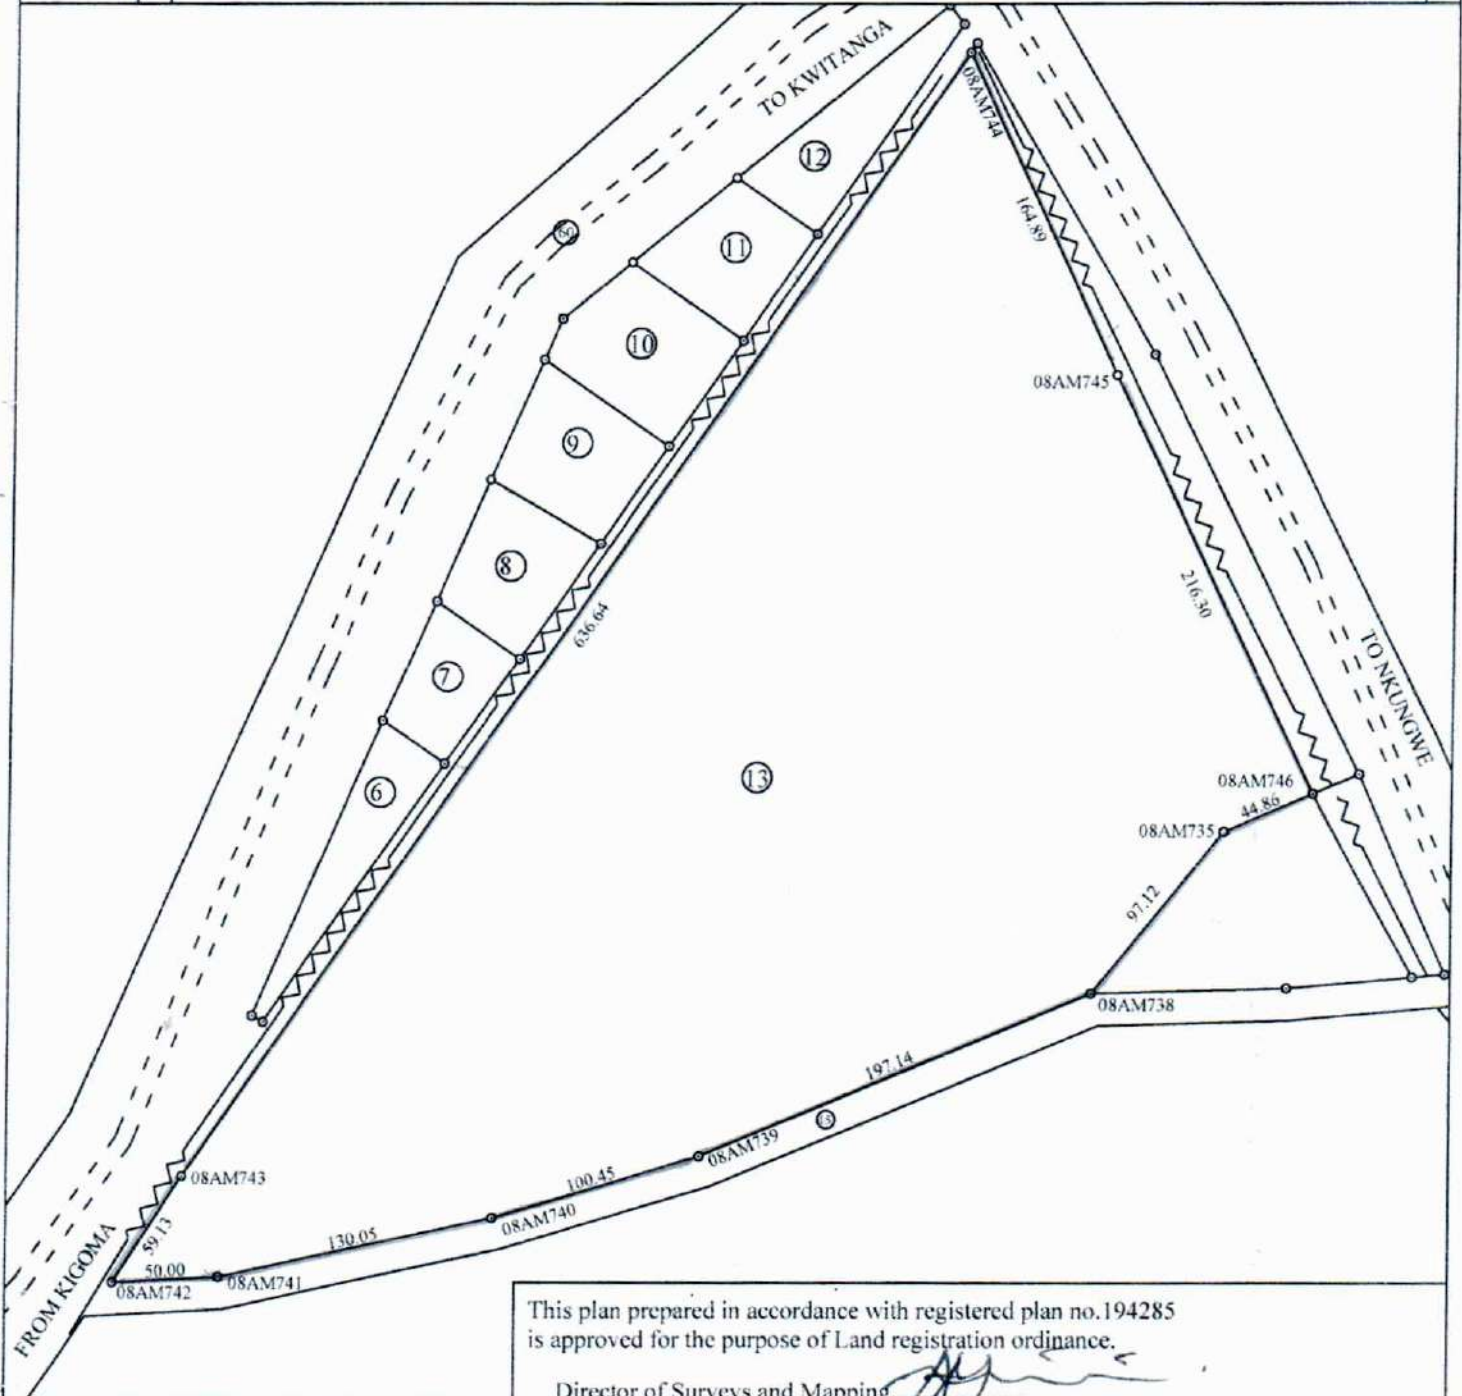 TO KWITANGA
08AM744
12
60
164.89
11
10
08AM745
9
8
216.30
636.64
TO NKUNGWE
7
13
08AM746
6
44.86
08AM735
97.12
08AM738
197.14
15
08AM739
08AM743
100.45
08AM740
59.13
130.05
50.00
08AM741
08AM742
FROM KIGOMA
This plan prepared in accordance with registered plan no.194285
is approved for the purpose of Land registration ordinance.
Director of Surveys and Mapping